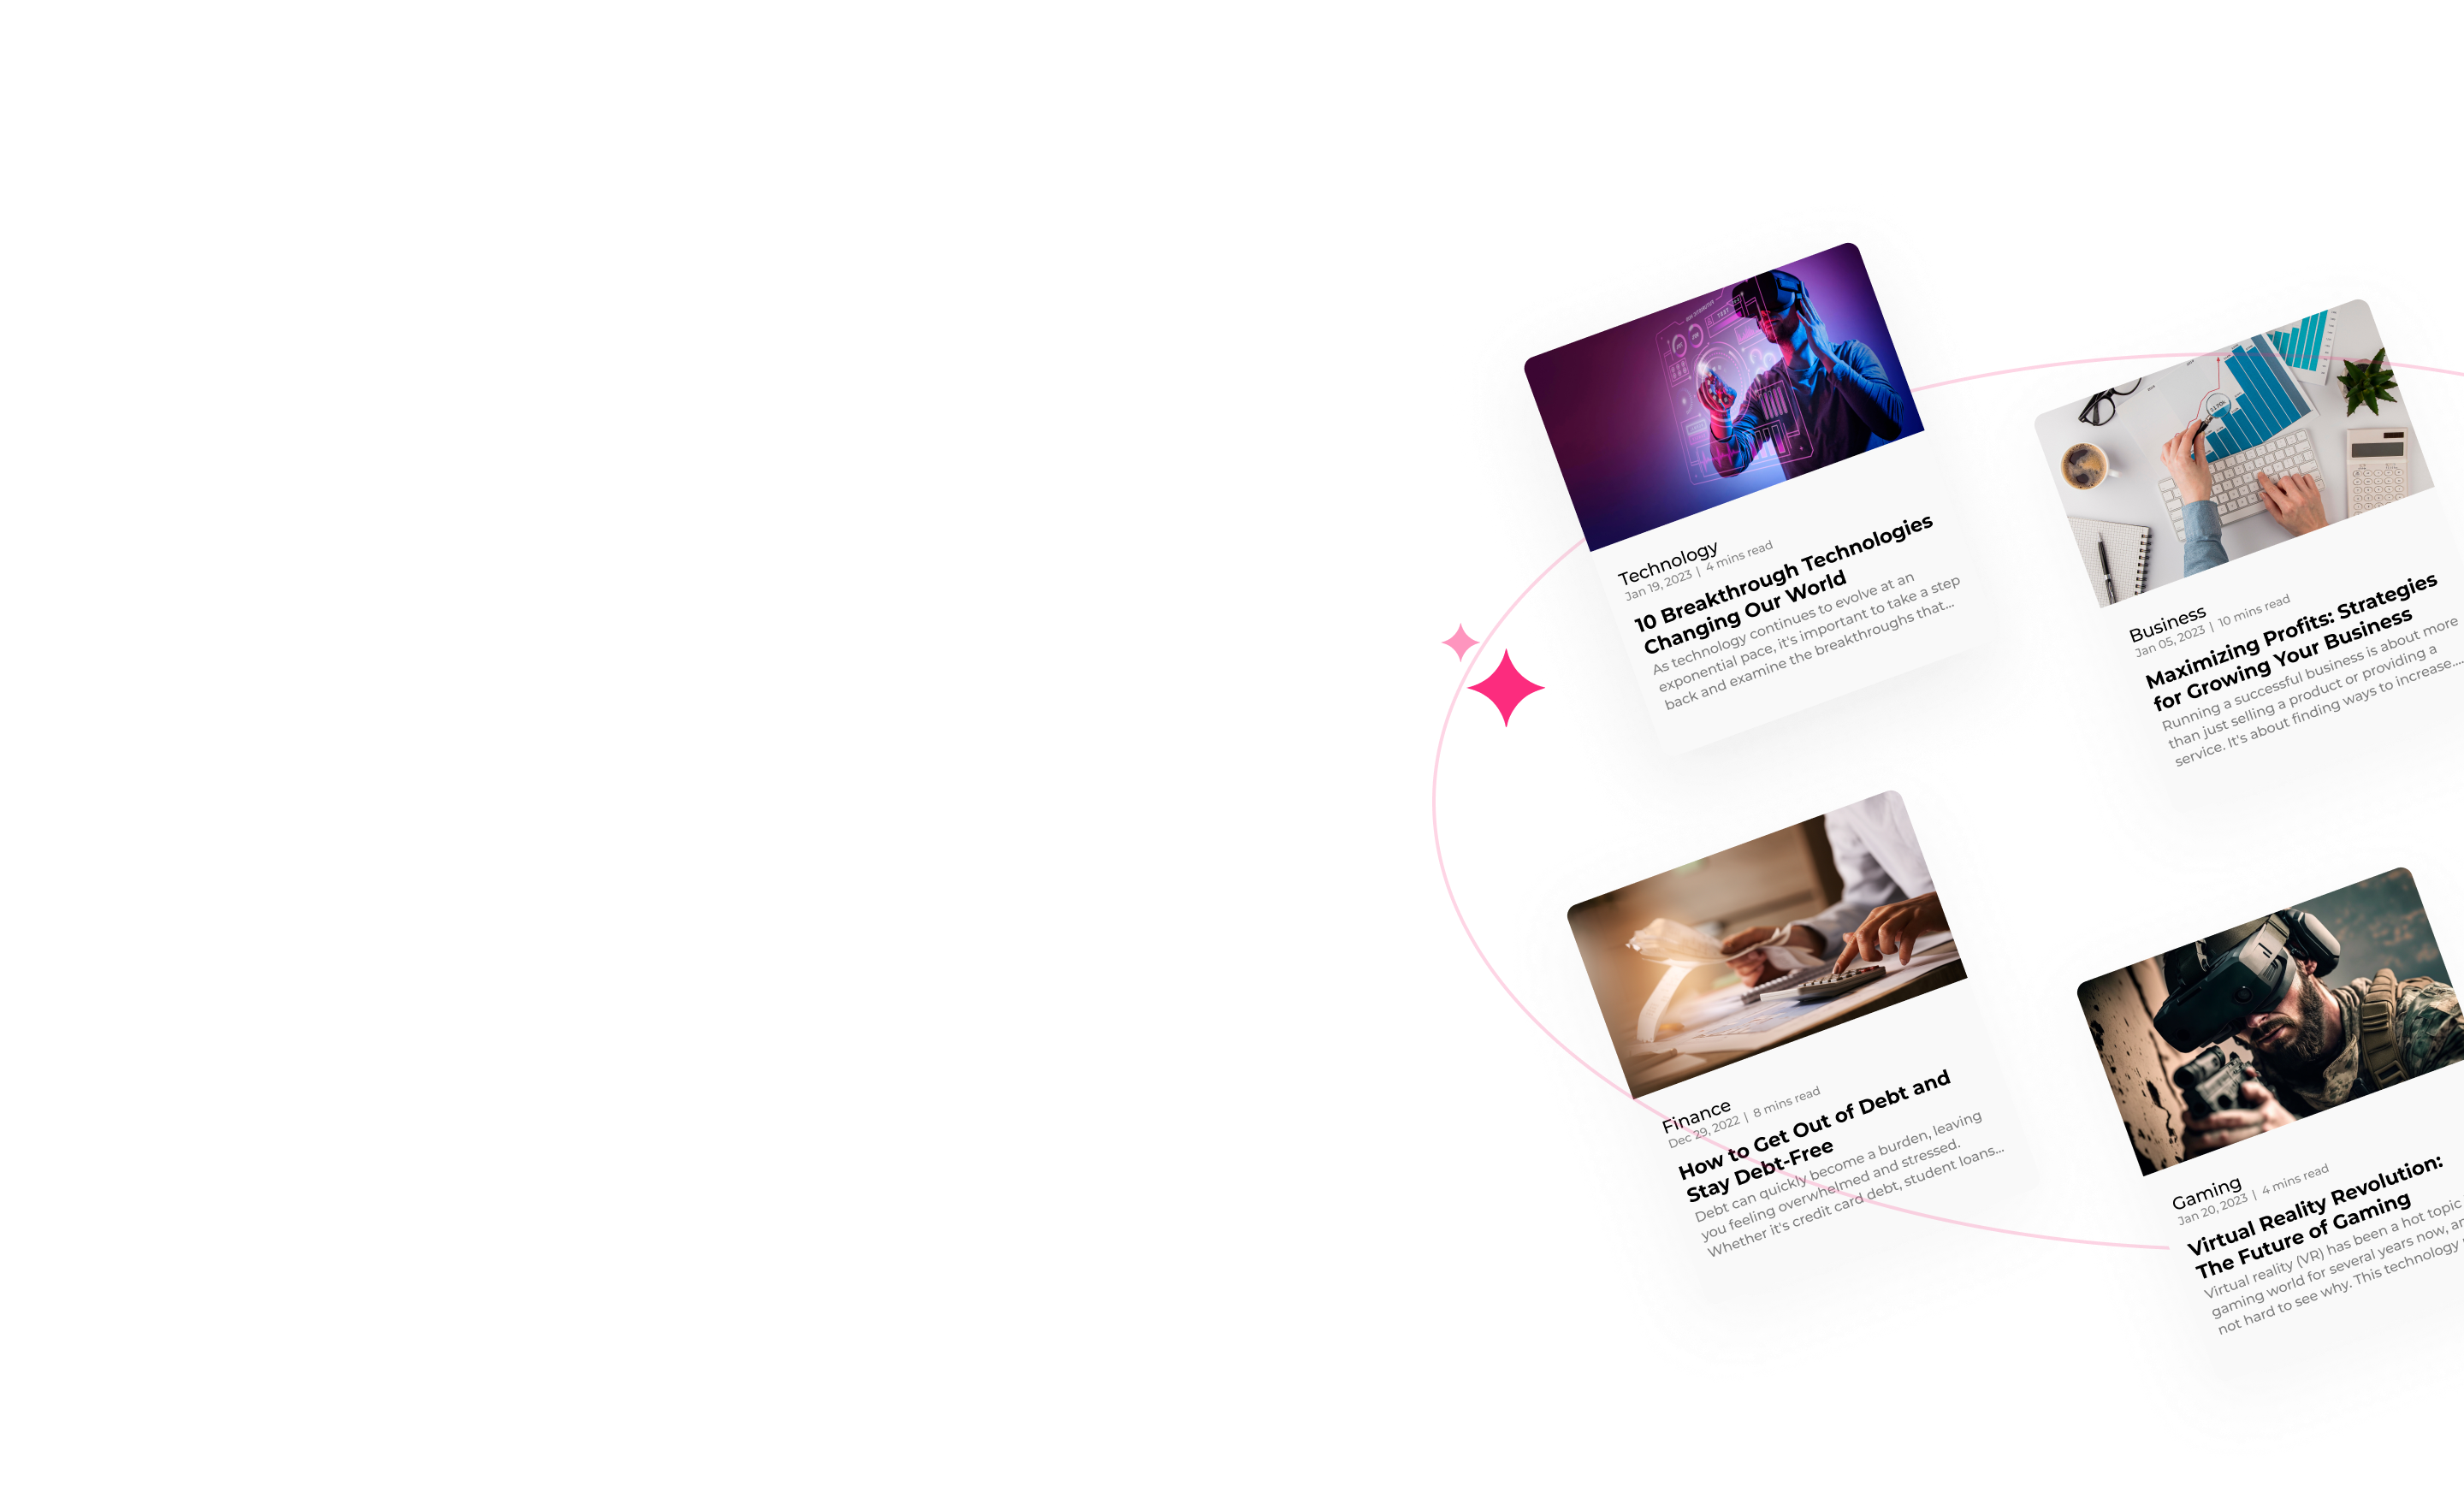 Technology
Jan 19, 2023 | 4 mins read
10 Breakthrough Technologies
Changing Our World
As technology continues to evolve at an
exponential pace, it's important to take a step
back and examine the breakthroughs that...
Business
Jan 05, 2023 | 10 mins read
Maximizing Profits: Strategies
for Growing Your Business
Running a successful business is about more
than just selling a product or providing a
service. It's about finding ways to increase....
Finance
Dec 29, 2022 | 8 mins read
How to Get Out of Debt and
Stay Debt-Free
Debt can quickly become a burden, leaving
you feeling overwhelmed and stressed.
Whether it's credit card debt, student loans...
Gaming
Jan 20, 2023 | 4 mins read
Virtual Reality Revolution:
The Future of Gaming
Virtual reality (VR) has been a hot topic
gaming world for several years now,
not hard to see why. This technology